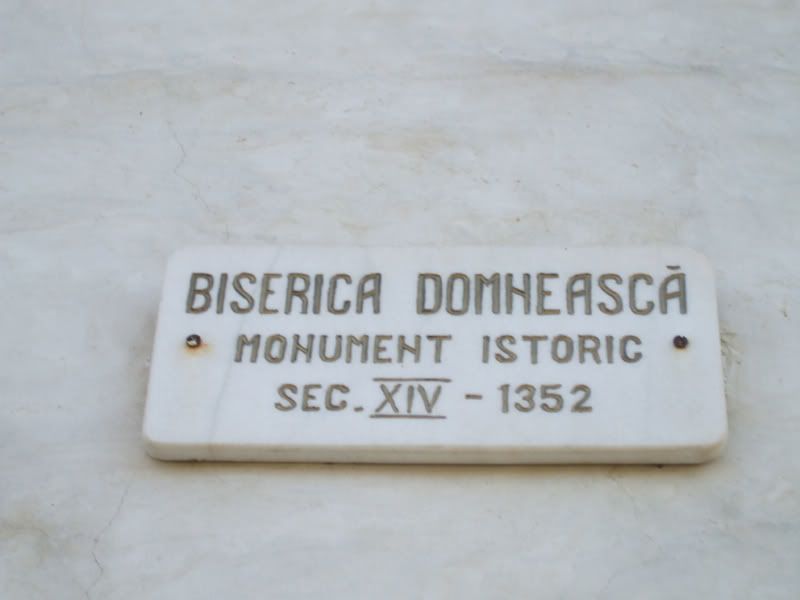 BISERICA DOMNEASCĂ
MONUMENT ISTORIC
SEC. XIV - 1352